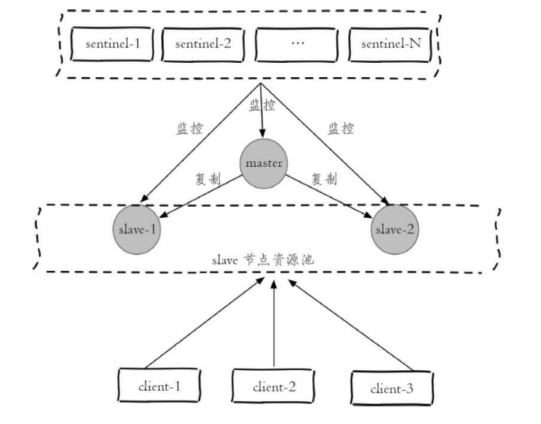 sentinel-1 sentinel-2 … sentinel-N
监控
监控
监控
master
复制
复制
slave-1
slave-2
slave 节点资源池
client-1 client-2 client-3